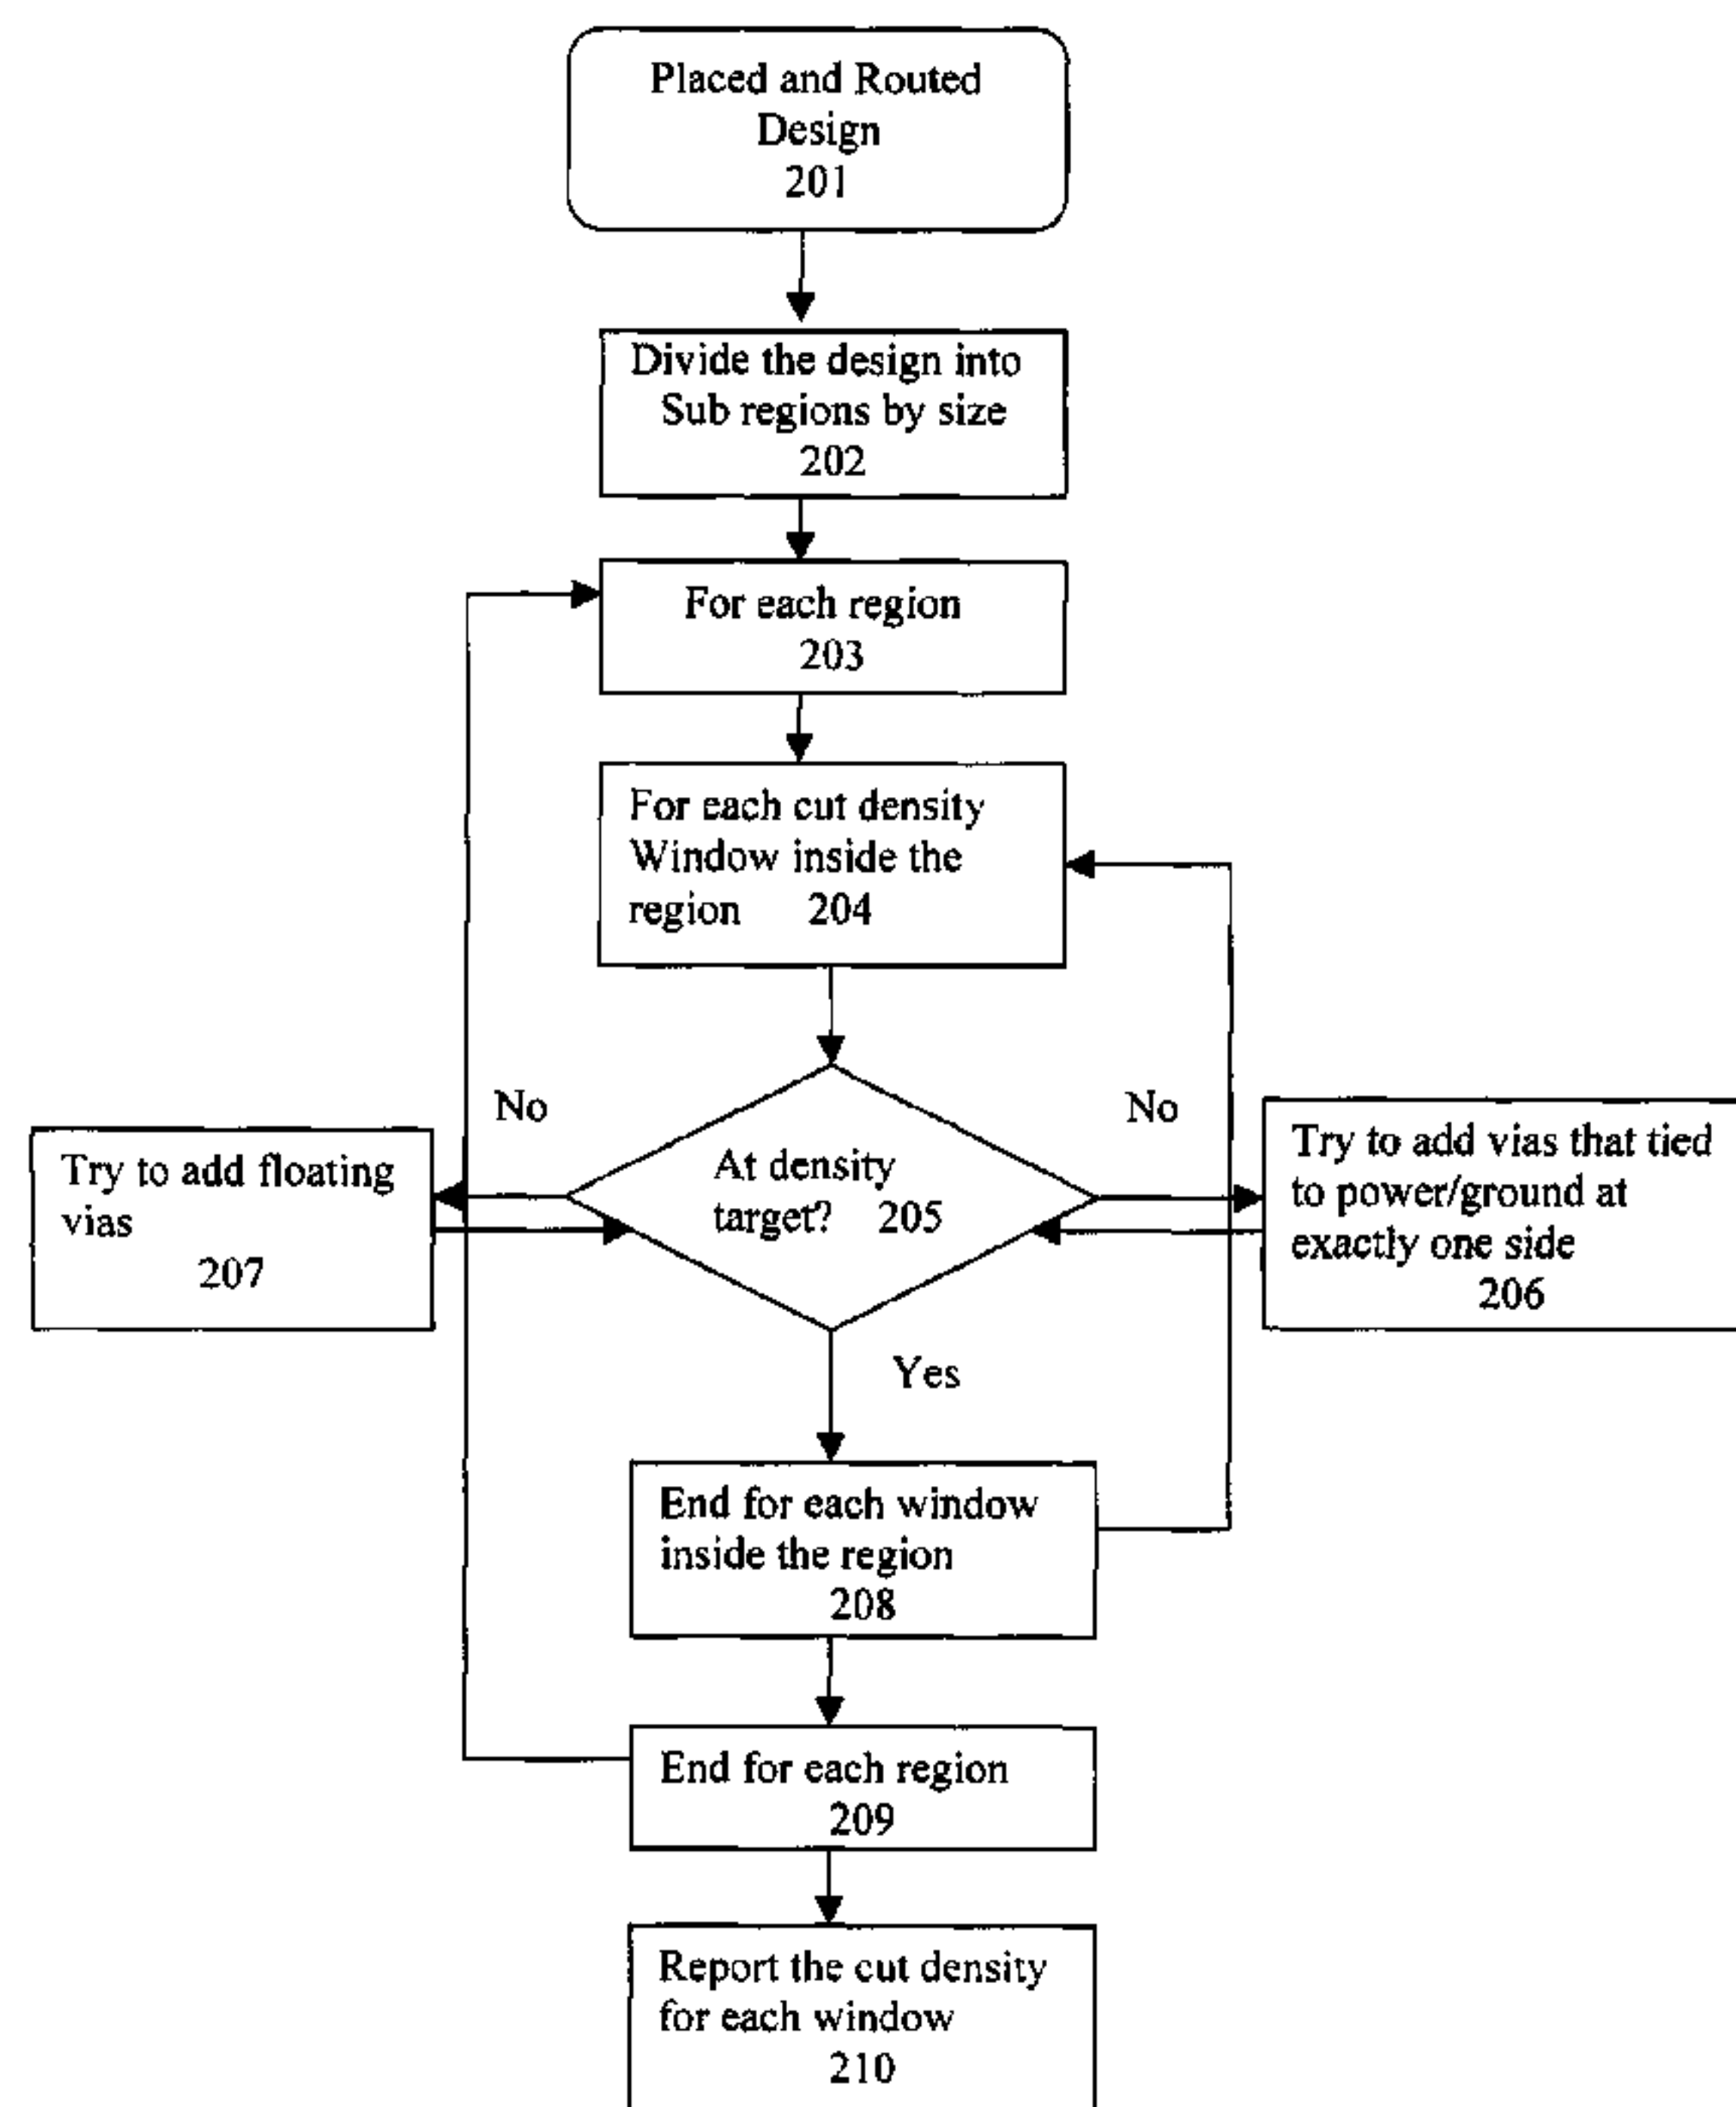 Placed and Routed
Design
201
Divide the design into
Sub regions by size
202
For each region
203
For each cut density
Window inside the
region 204
No
No
Try to add floating
vias
207
At density
target? 205
Try to add vias that tied
to power/ground at
exactly one side
206
Yes
End for each window
inside the region
208
End for each region
209
Report the cut density
for each window
210